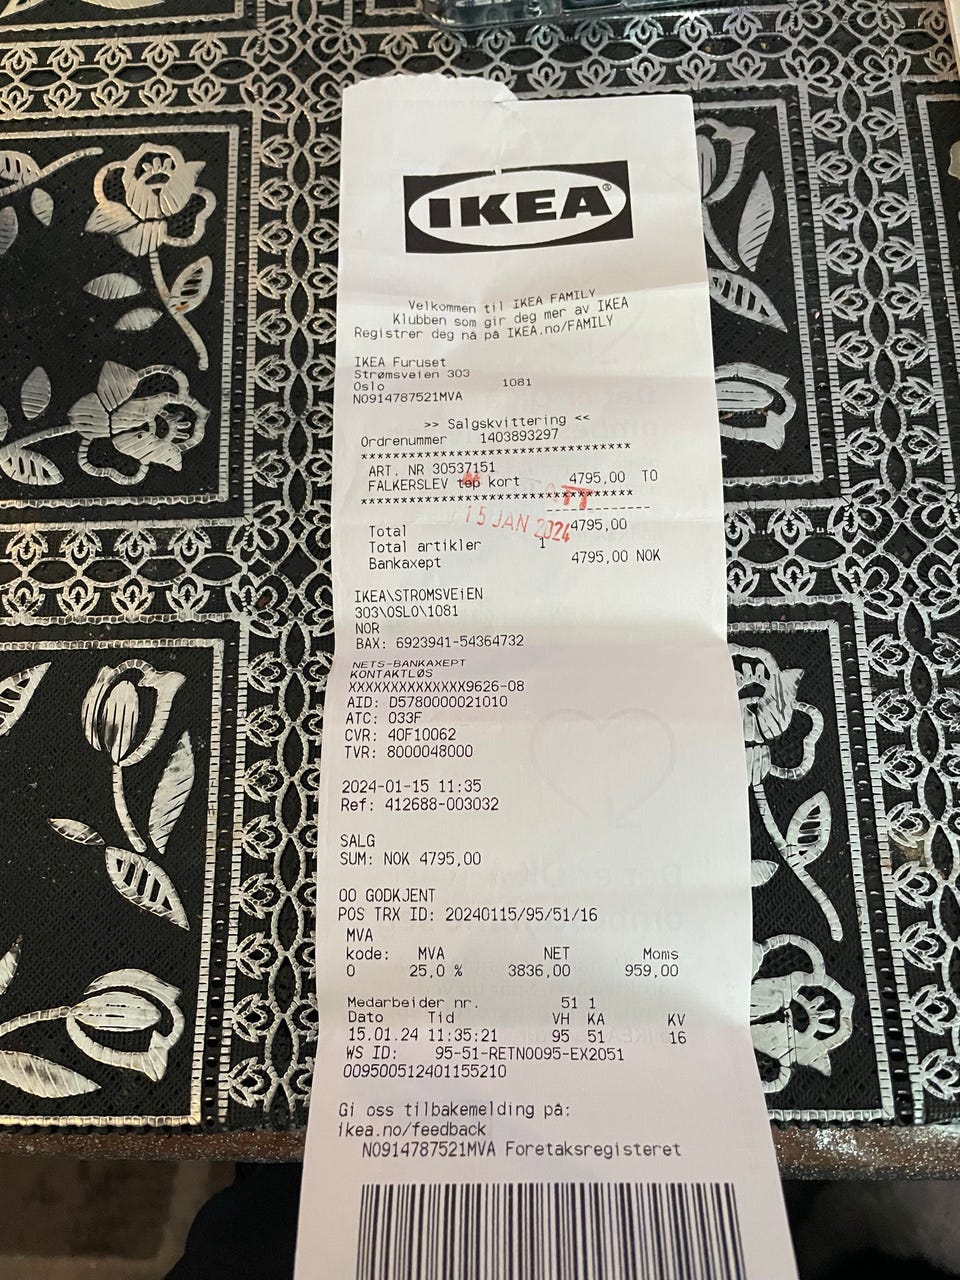 IKEA®
Velkommen til IKEA FAMILY
Klubben som gir deg mer av IKEA
Registrer deg nå på IKEA.no/FAMILY
IKEA Furuset
Strømsveien 303
Oslo 1081
NO914787521MVA
>> Salgskvittering <<
Ordrenummer 1403893297
********************************
ART. NR 30537151
FALKERSLEV tep kort 4795,00 TO
********************************
-------------
15 JAN 2024
Total 4795,00
Total artikler 1
Bankaxept 4795,00 NOK
IKEA\STROMSVEiEN
303\OSLO\1081
NOR
BAX: 6923941-54364732
NETS-BANKAXEPT
KONTAKTLØS
XXXXXXXXXXXXXXX9626-08
AID: D5780000021010
ATC: 033F
CVR: 40F10062
TVR: 8000048000
2024-01-15 11:35
Ref: 412688-003032
SALG
SUM: NOK 4795,00
00 GODKJENT
POS TRX ID: 20240115/95/51/16
MVA
kode: MVA NET Moms
0 25,0 % 3836,00 959,00
Medarbeider nr. 51 1
Dato Tid VH KA KV
15.01.24 11:35:21 95 51 16
WS ID: 95-51-RETN0095-EX2051
009500512401155210
Gi oss tilbakemelding på:
ikea.no/feedback
NO914787521MVA Foretaksregisteret